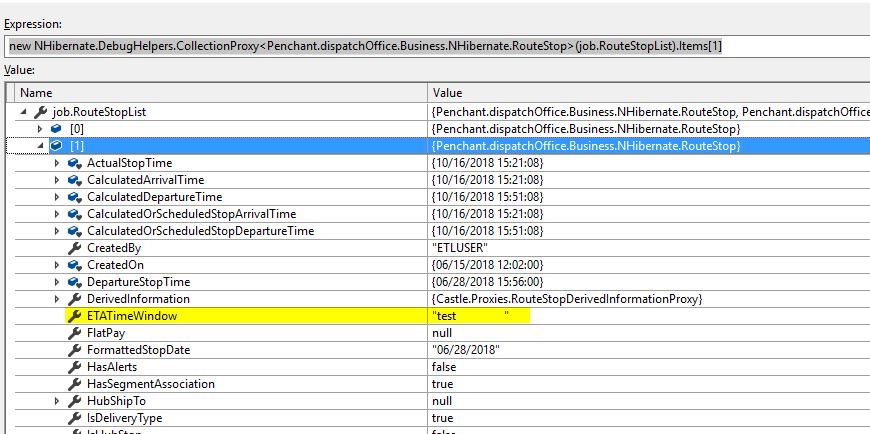 Expression:
new NHibernate.DebugHelpers.CollectionProxy<Penchant.dispatchOffice.Business.NHibernate.RouteStop>(job.RouteStopList).Items[1]
Value:
Name Value
job.RouteStopList {Penchant.dispatchOffice.Business.NHibernate.RouteStop, Penchant.dispatchOffice
[0] {Penchant.dispatchOffice.Business.NHibernate.RouteStop}
[1] {Penchant.dispatchOffice.Business.NHibernate.RouteStop}
ActualStopTime {10/16/2018 15:21:08}
CalculatedArrivalTime {10/16/2018 15:21:08}
CalculatedDepartureTime {10/16/2018 15:51:08}
CalculatedOrScheduledStopArrivalTime {10/16/2018 15:21:08}
CalculatedOrScheduledStopDepartureTime {10/16/2018 15:51:08}
CreatedBy "ETLUSER"
CreatedOn {06/15/2018 12:02:00}
DepartureStopTime {06/28/2018 15:56:00}
DerivedInformation {Castle.Proxies.RouteStopDerivedInformationProxy}
ETATimeWindow "test                "
FlatPay null
FormattedStopDate "06/28/2018"
HasAlerts false
HasSegmentAssociation true
HubShipTo null
IsDeliveryType true
IsHubStop false